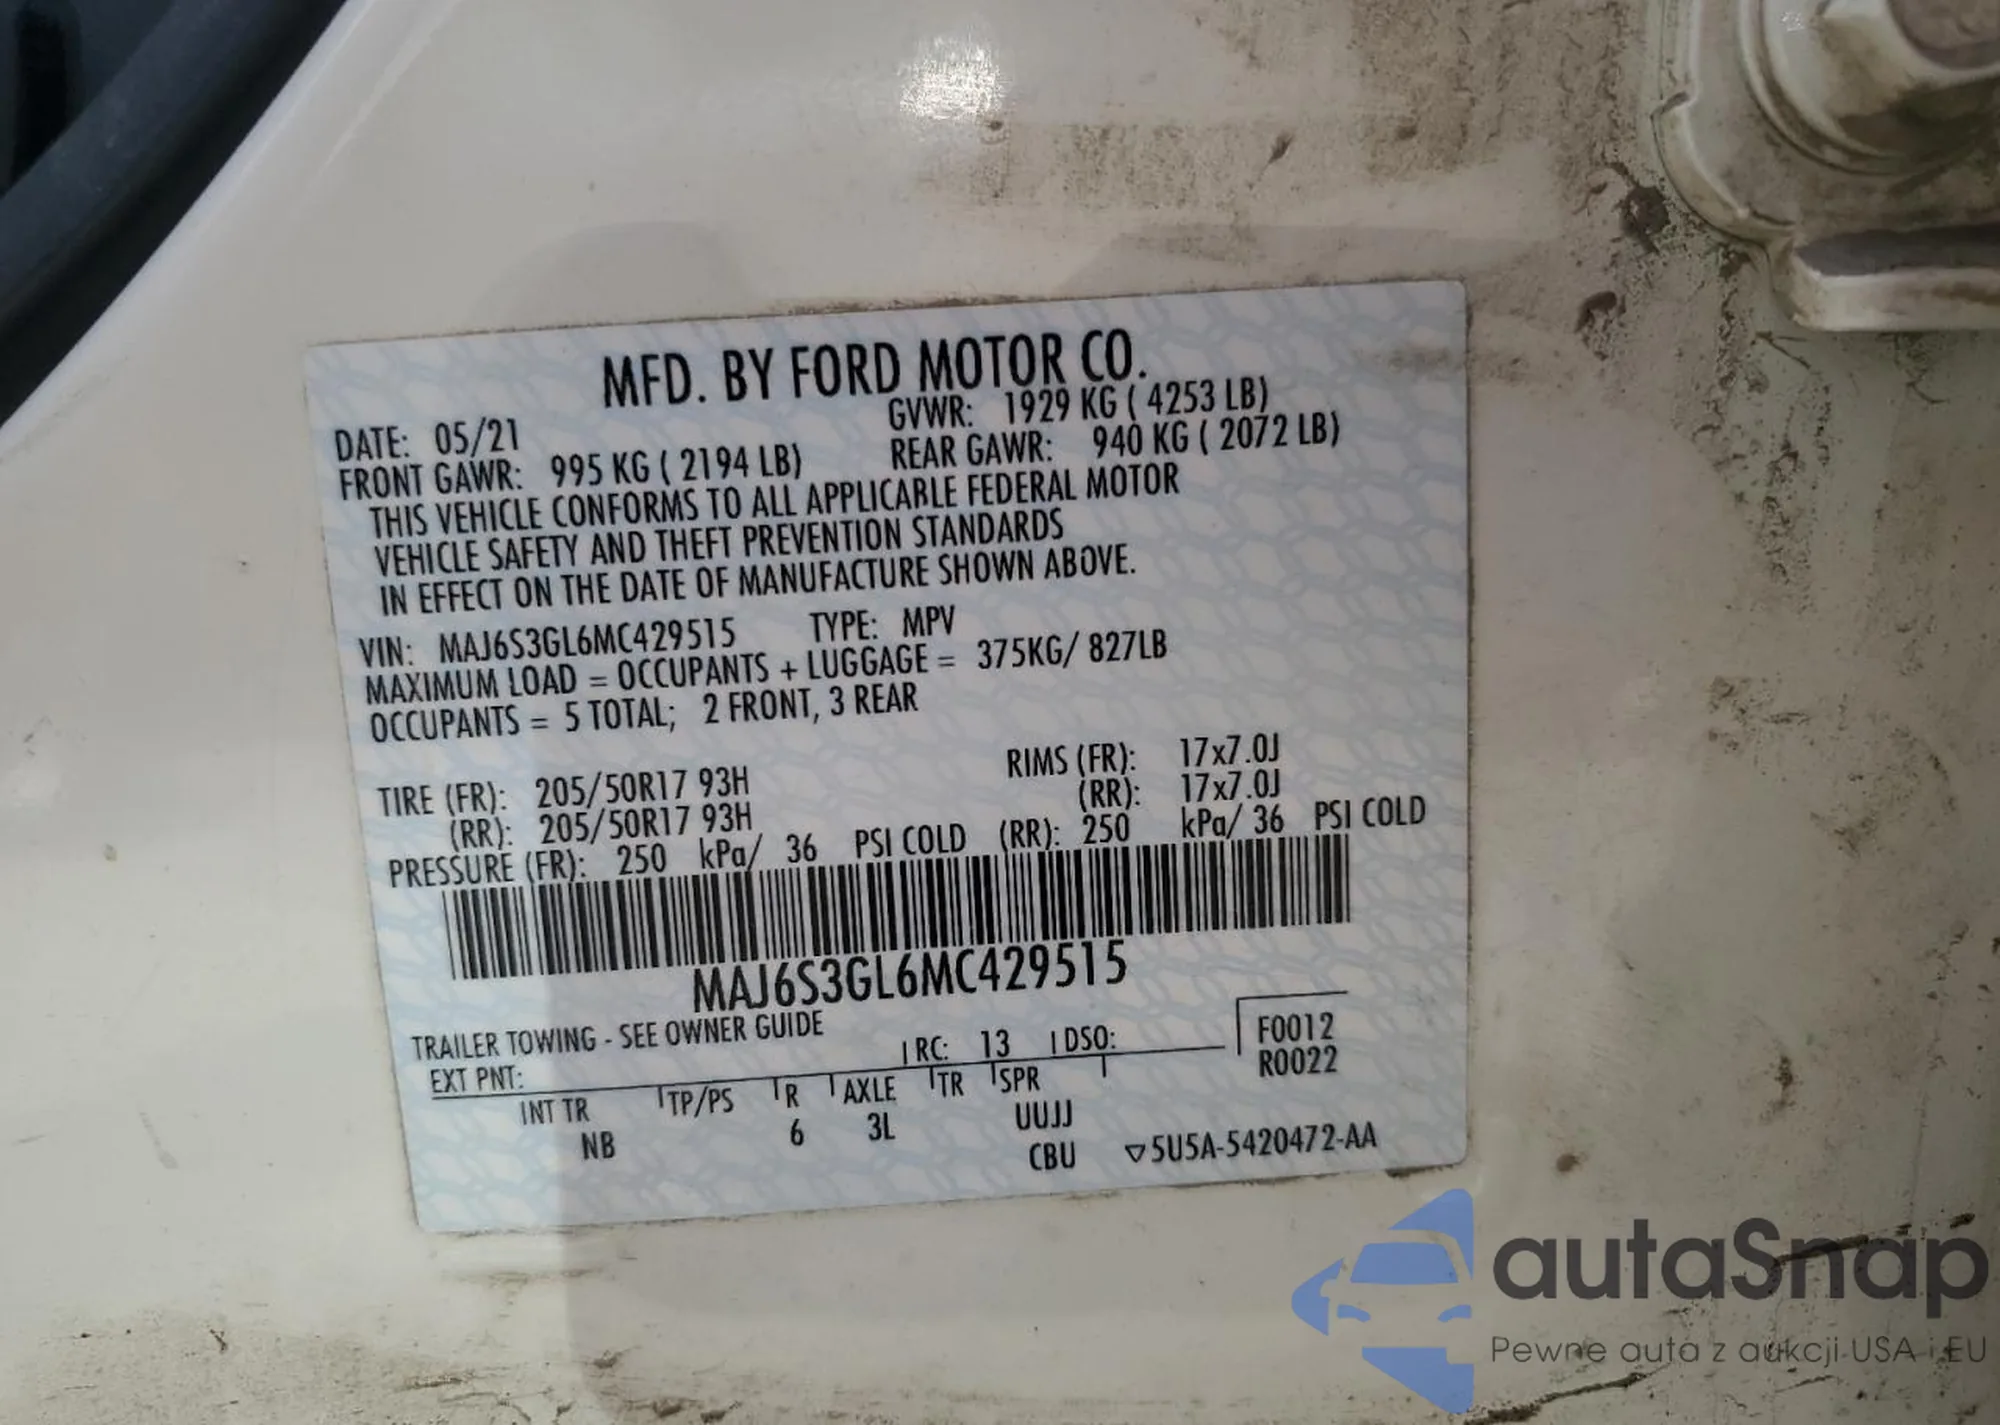 MFD. BY FORD MOTOR CO.
DATE: 05/21 GVWR: 1929 KG ( 4253 LB)
FRONT GAWR: 995 KG ( 2194 LB) REAR GAWR: 940 KG ( 2072 LB)
THIS VEHICLE CONFORMS TO ALL APPLICABLE FEDERAL MOTOR
VEHICLE SAFETY AND THEFT PREVENTION STANDARDS
IN EFFECT ON THE DATE OF MANUFACTURE SHOWN ABOVE.
VIN: MAJ6S3GL6MC429515 TYPE: MPV
MAXIMUM LOAD = OCCUPANTS + LUGGAGE = 375KG/ 827LB
OCCUPANTS = 5 TOTAL; 2 FRONT, 3 REAR
TIRE (FR): 205/50R17 93H RIMS (FR): 17x7.0J
(RR): 205/50R17 93H (RR): 17x7.0J
PRESSURE (FR): 250 kPa/ 36 PSI COLD (RR): 250 kPa/ 36 PSI COLD
MAJ6S3GL6MC429515
TRAILER TOWING - SEE OWNER GUIDE
EXT PNT: RC: 13 DSO: F0012
R0022
INT TR TP/PS R AXLE TR SPR
NB 6 3L UUJJ
CBU ▽5U5A-5420472-AA
autaSnap
Pewne auta z aukcji USA i EU